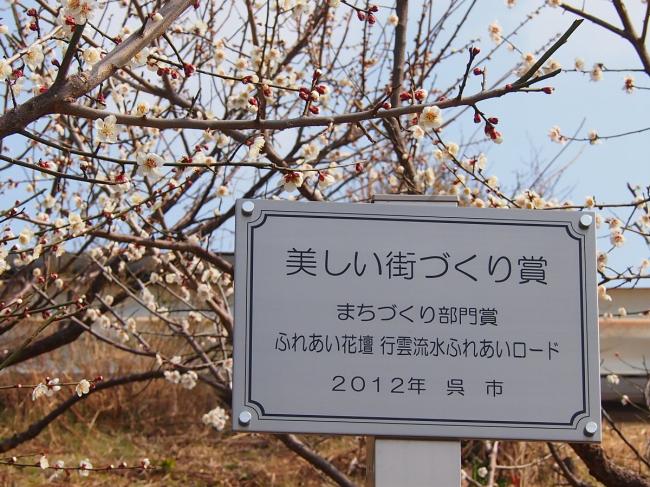 美しい街づくり賞
まちづくり部門賞
ふれあい花壇 行雲流水ふれあいロード
2012年 呉 市